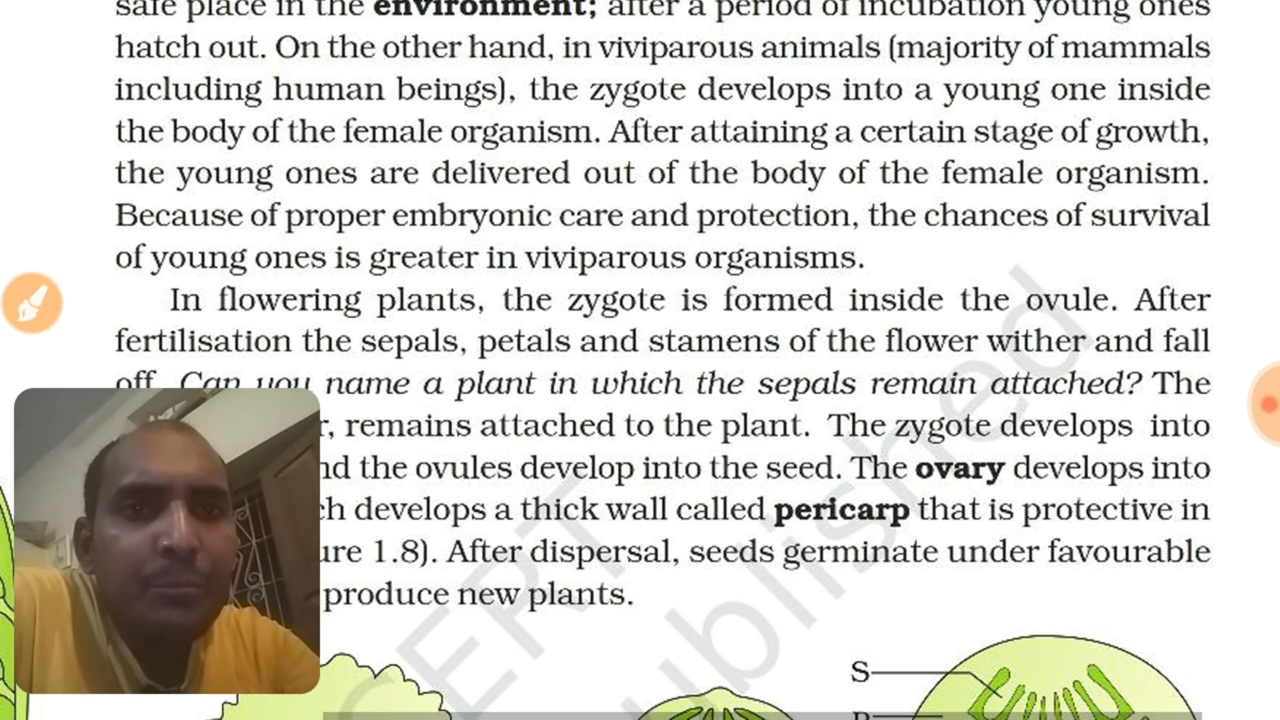 safe place in the environment; after a period of incubation young ones
hatch out. On the other hand, in viviparous animals (majority of mammals
including human beings), the zygote develops into a young one inside
the body of the female organism. After attaining a certain stage of growth,
the young ones are delivered out of the body of the female organism.
Because of proper embryonic care and protection, the chances of survival
of young ones is greater in viviparous organisms.
In flowering plants, the zygote is formed inside the ovule. After
fertilisation the sepals, petals and stamens of the flower wither and fall
off. Can you name a plant in which the sepals remain attached? The
remains attached to the plant. The zygote develops into
the ovules develop into the seed. The ovary develops into
develops a thick wall called pericarp that is protective in
1.8). After dispersal, seeds germinate under favourable
produce new plants.
S